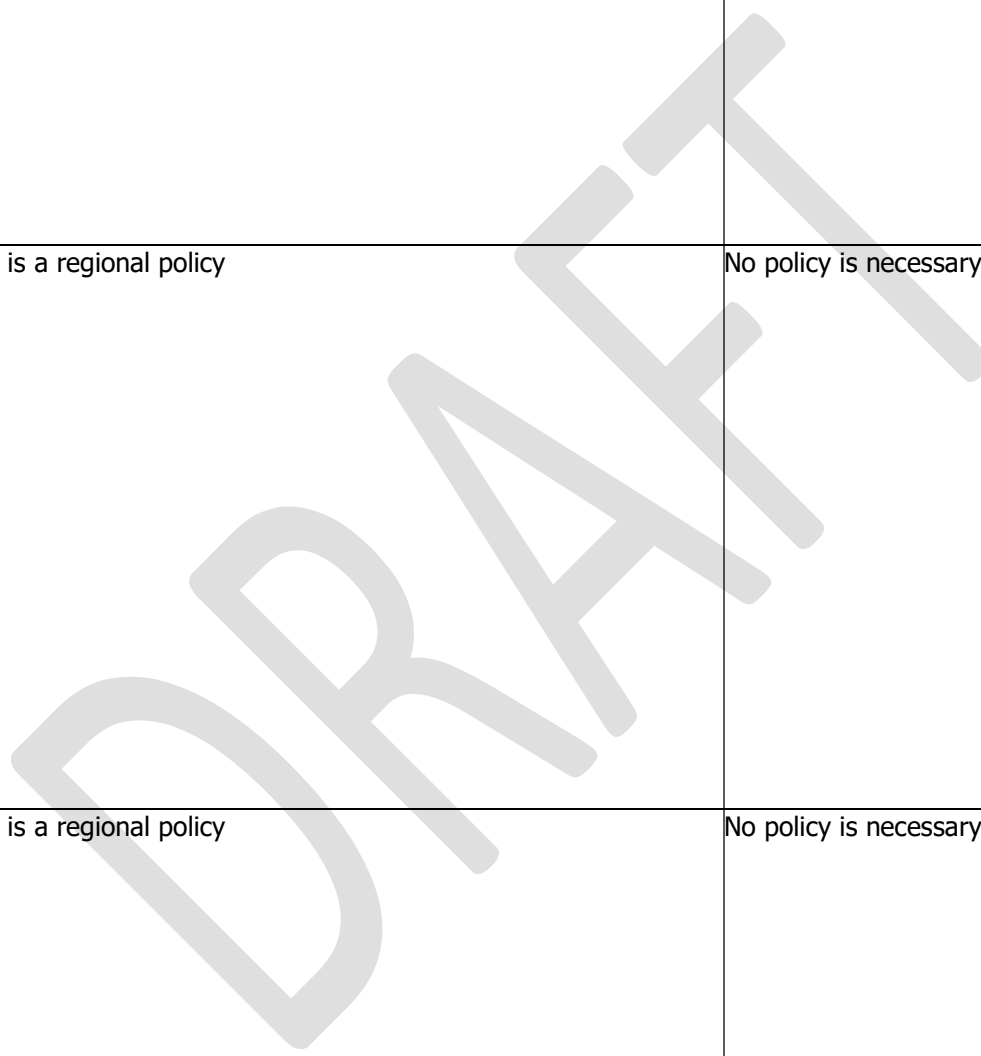 is a regional policy
No policy is necessary
is a regional policy
No policy is necessary
DRAFT